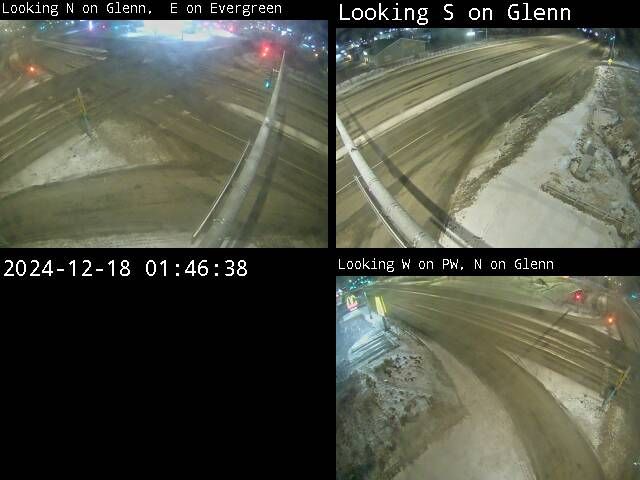 Looking N on Glenn, E on Evergreen
Looking S on Glenn
2024-12-18 01:46:38
Looking W on PW, N on Glenn